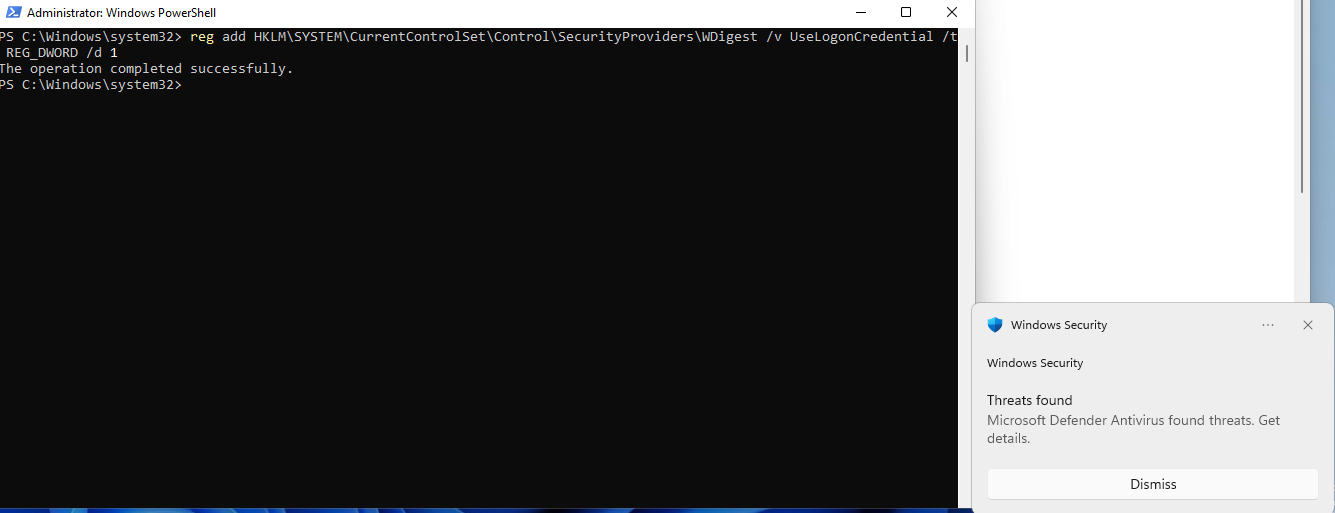 Administrator: Windows PowerShell
PS C:\Windows\system32> reg add HKLM\SYSTEM\CurrentControlSet\Control\SecurityProviders\WDigest /v UseLogonCredential /t
REG_DWORD /d 1
The operation completed successfully.
PS C:\Windows\system32>
Windows Security
Windows Security
Threats found
Microsoft Defender Antivirus found threats. Get
details.
Dismiss